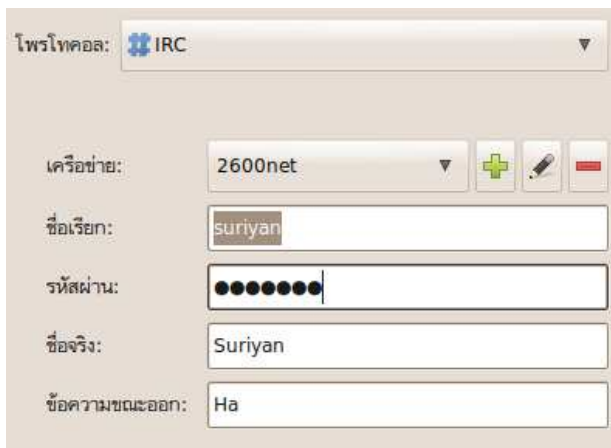 โพรโทคอล: IRC
เครือข่าย: 2600net
ชื่อเรียก: suriyan
รหัสผ่าน: ●●●●●●●
ชื่อจริง: Suriyan
ข้อความขณะออก: Ha